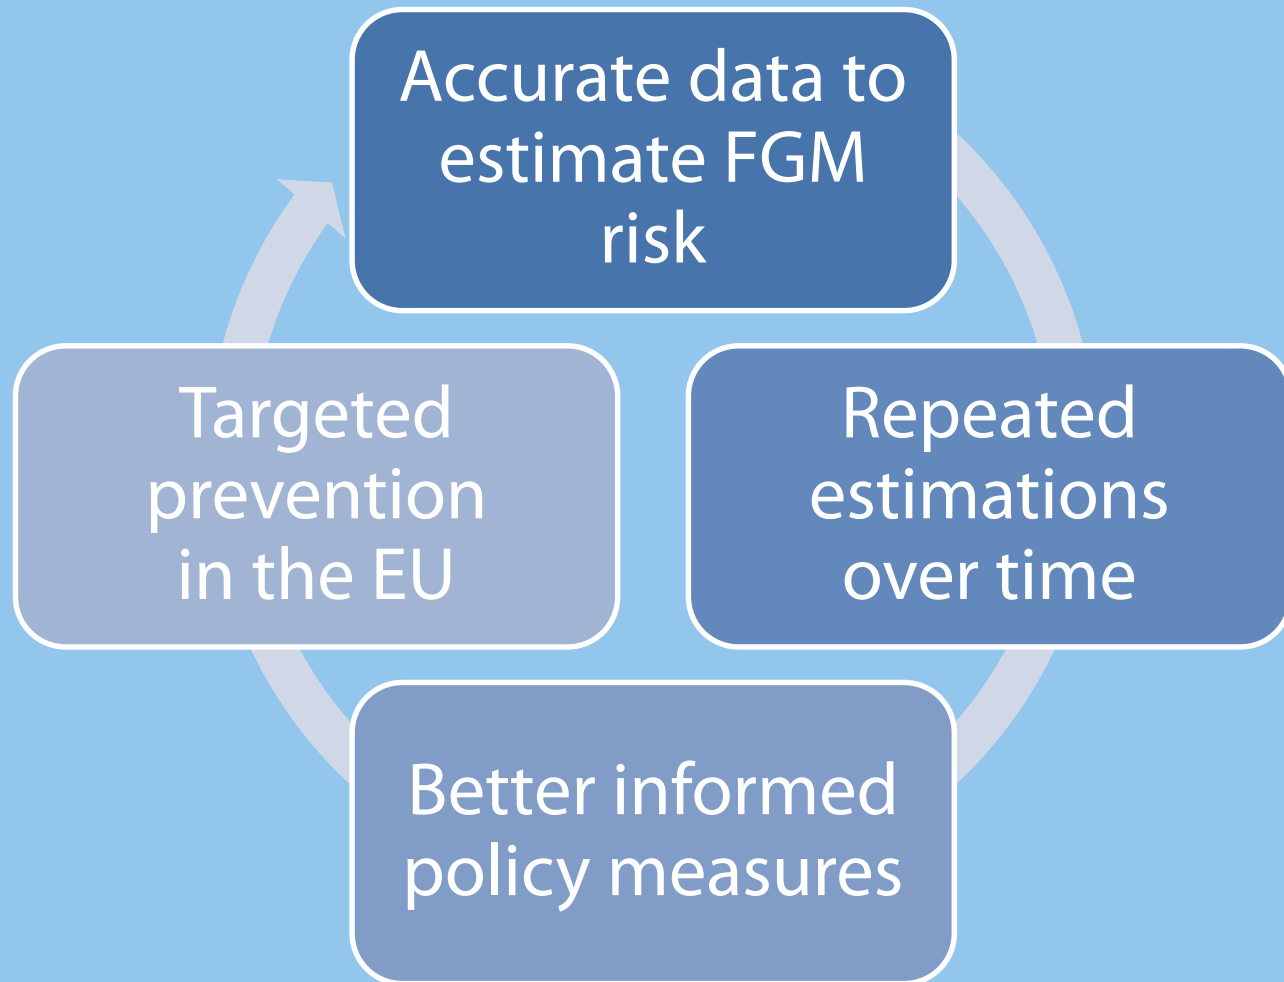 Accurate data to
estimate FGM
risk
Repeated
estimations
over time
Better informed
policy measures
Targeted
prevention
in the EU